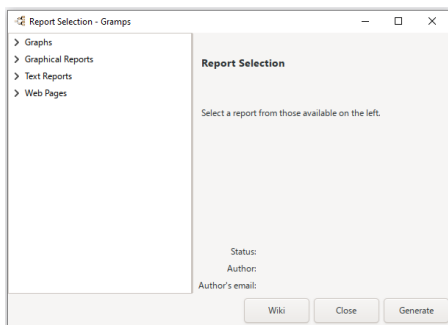 Report Selection - Gramps
Graphs
Graphical Reports
Text Reports
Web Pages
Report Selection
Select a report from those available on the left.
Status:
Author:
Author's email:
Wiki
Close
Generate